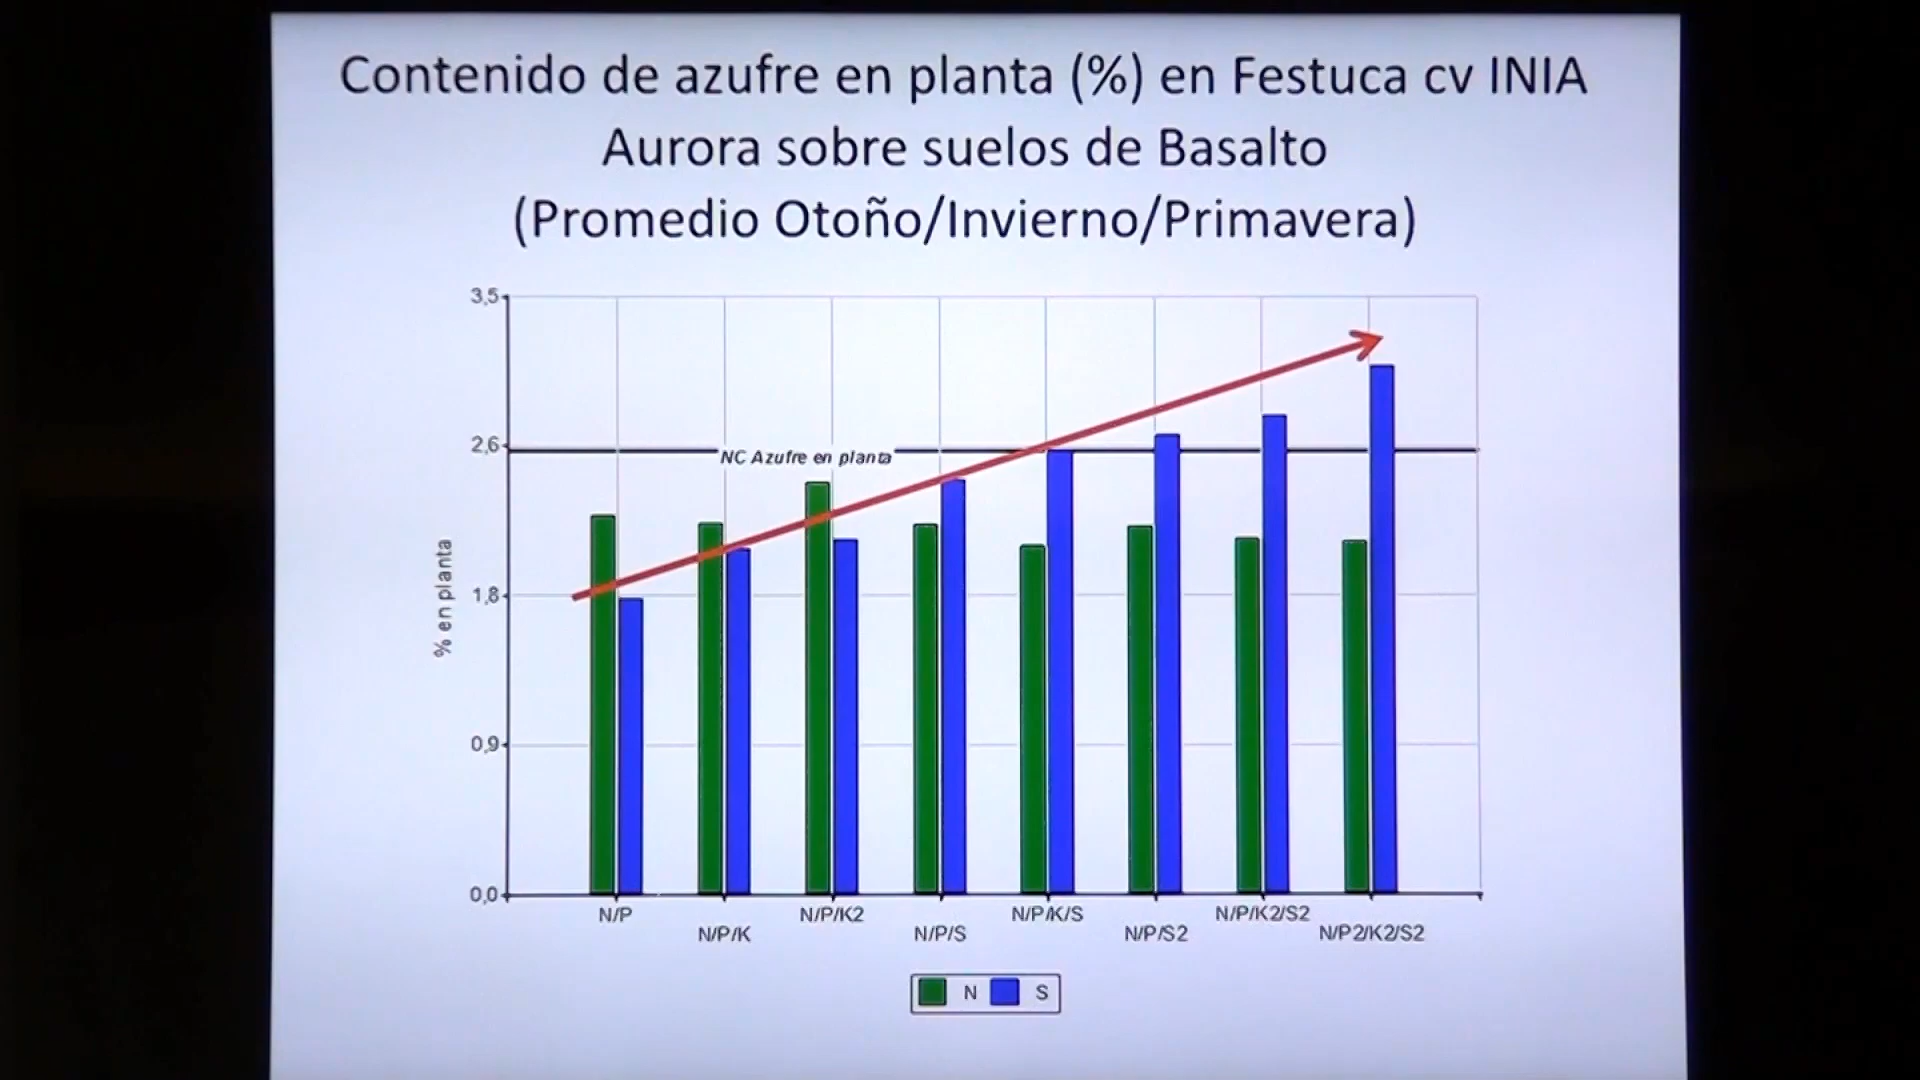 Contenido de azufre en planta (%) en Festuca cv INIA
Aurora sobre suelos de Basalto
(Promedio Otoño/Invierno/Primavera)
3,5
2,6
1,8
0,9
0,0
% en planta
NC Azufre en planta
N/P
N/P/K
N/P/K2
N/P/S
N/P/K/S
N/P/S2
N/P/K2/S2
N/P2/K2/S2
N S